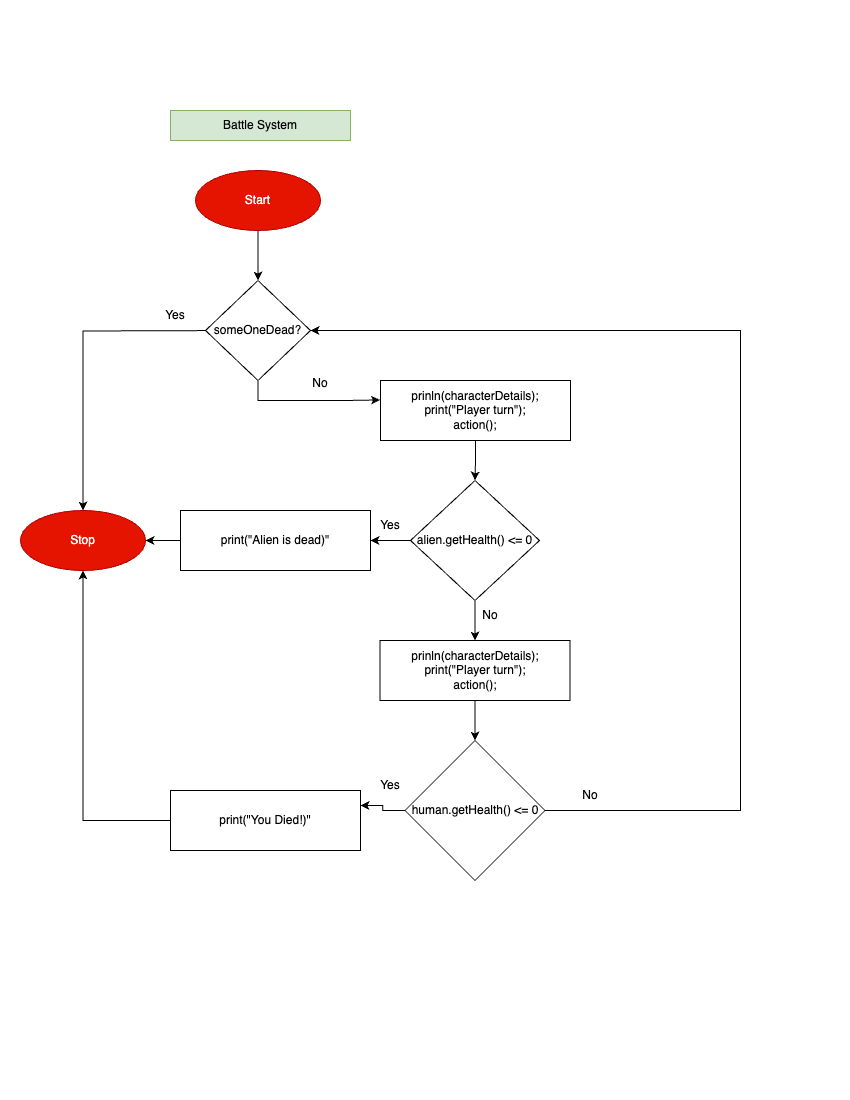 Battle System
Start
Yes
someOneDead?
No
prinln(characterDetails);
print("Player turn");
action();
Stop
print("Alien is dead)"
Yes
alien.getHealth() <= 0
No
prinln(characterDetails);
print("Player turn");
action();
Yes
print("You Died!)"
human.getHealth() <= 0
No